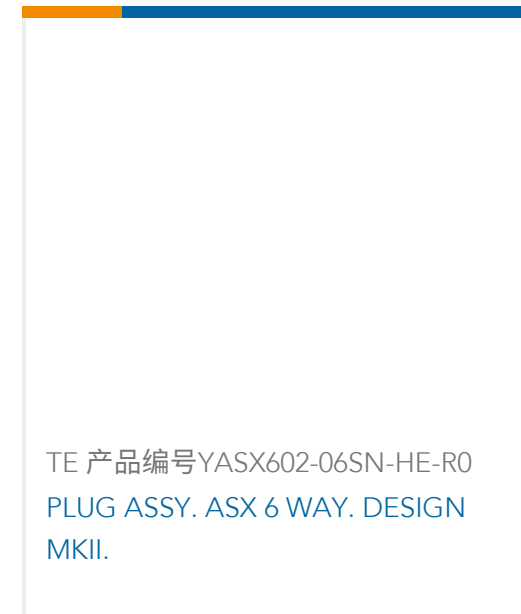 TE 产品编号YASX602-06SN-HE-R0
PLUG ASSY. ASX 6 WAY. DESIGN
MKII.